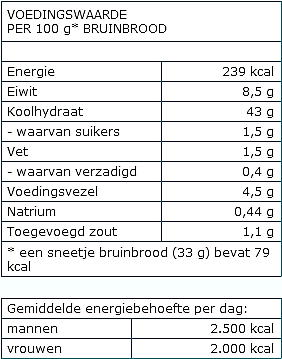 VOEDINGSWAARDE
PER 100 g* BRUINBROOD
Energie 239 kcal
Eiwit 8,5 g
Koolhydraat 43 g
- waarvan suikers 1,5 g
Vet 1,5 g
- waarvan verzadigd 0,4 g
Voedingsvezel 4,5 g
Natrium 0,44 g
Toegevoegd zout 1,1 g
* een sneetje bruinbrood (33 g) bevat 79
kcal
Gemiddelde energiebehoefte per dag:
mannen 2.500 kcal
vrouwen 2.000 kcal